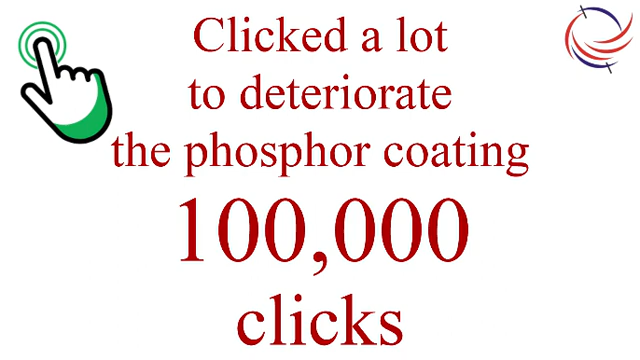 Clicked a lot
to deteriorate
the phosphor coating
100,000
clicks